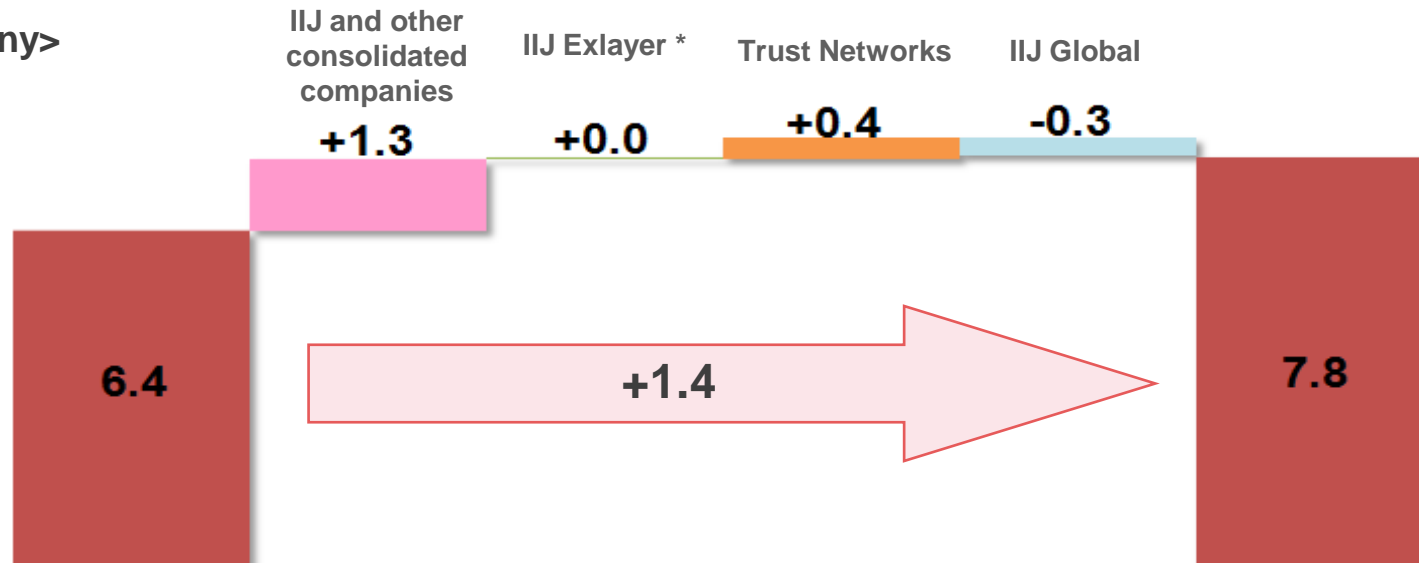 ny>
IIJ and other
consolidated
companies
IIJ Exlayer *
Trust Networks
IIJ Global
+1.3
+0.0
+0.4
-0.3
6.4
+1.4
7.8